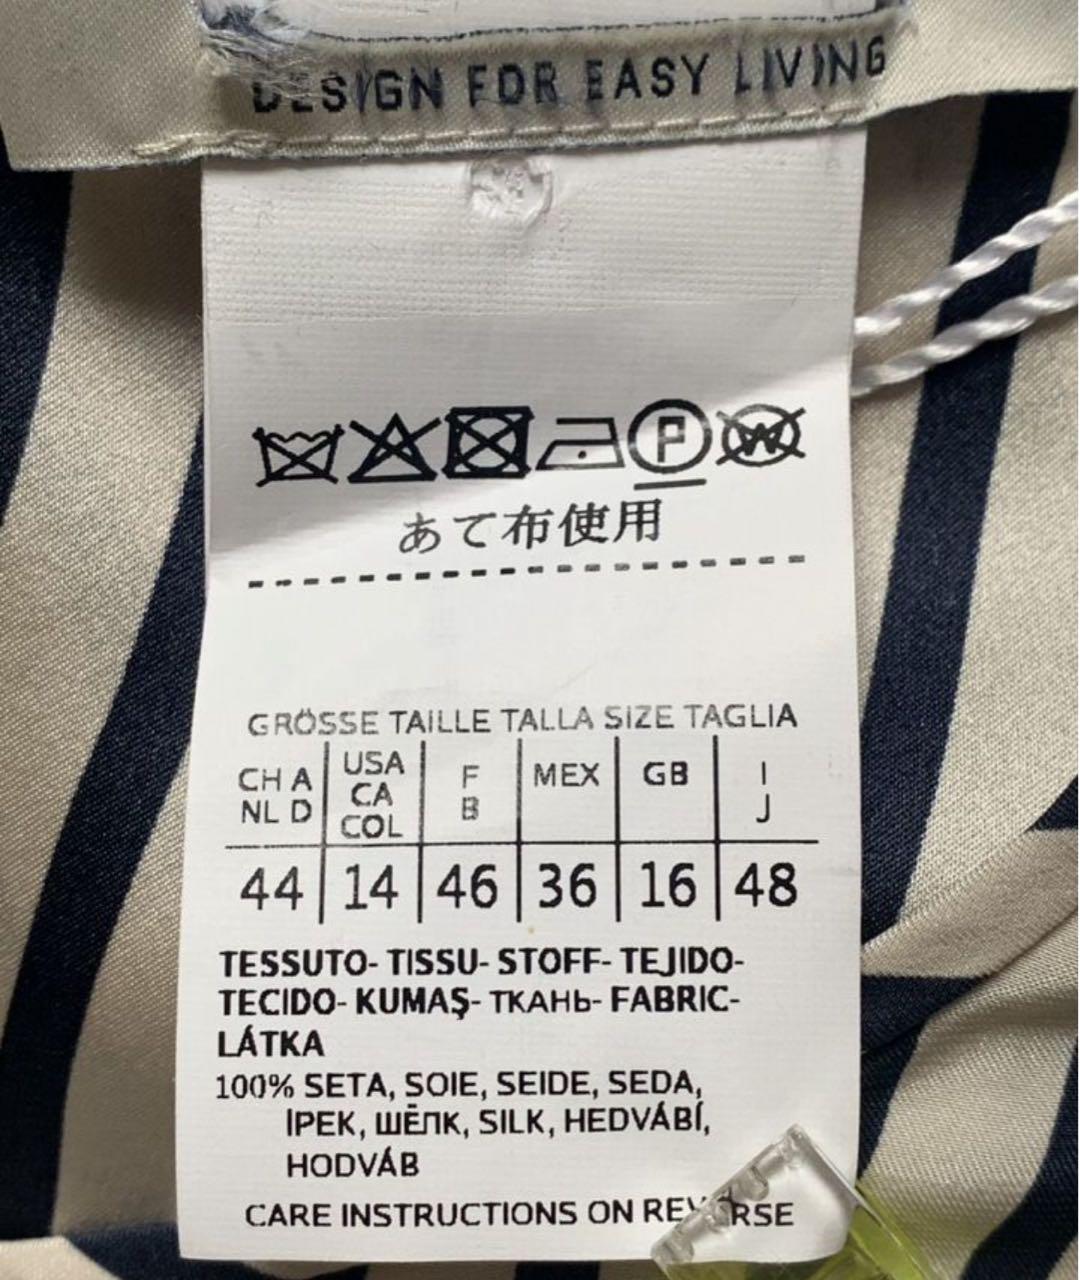 DESIGN FOR EASY LIVING
P W
あて布使用
GRÖSSE TAILLE TALLA SIZE TAGLIA
CH A NL D USA CA COL F B MEX GB I J
44 14 46 36 16 48
TESSUTO- TISSU- STOFF- TEJIDO-
TECIDO- KUMAŞ- ТКАНЬ- FABRIC-
LÁTKA
100% SETA, SOIE, SEIDE, SEDA,
İPEK, ШЁЛК, SILK, HEDVÁBÍ,
HODVÁB
CARE INSTRUCTIONS ON REVERSE